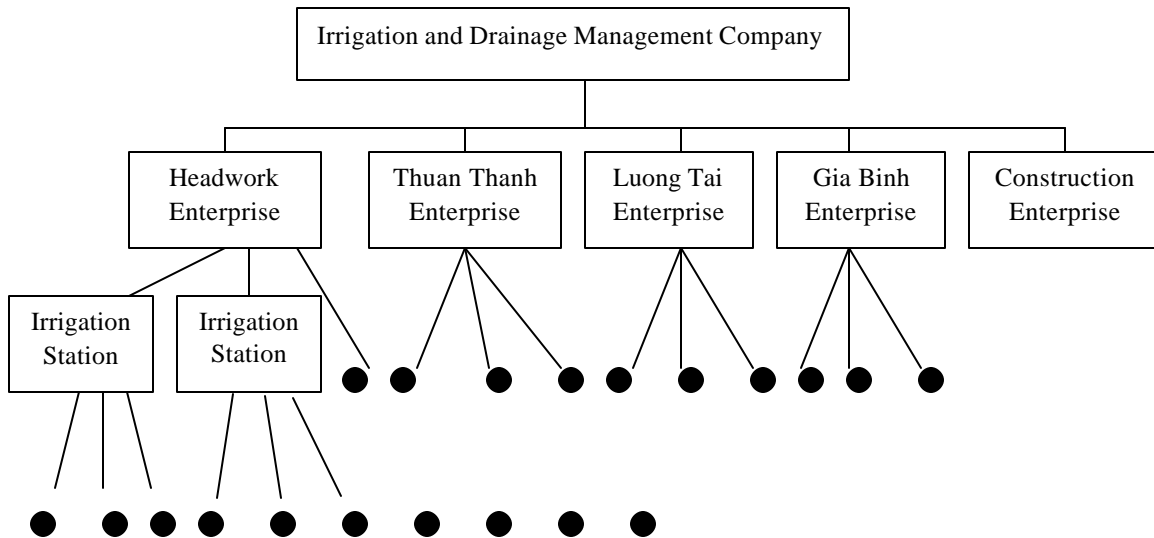 Irrigation and Drainage Management Company
Headwork
Enterprise
Thuan Thanh
Enterprise
Luong Tai
Enterprise
Gia Binh
Enterprise
Construction
Enterprise
Irrigation
Station
Irrigation
Station